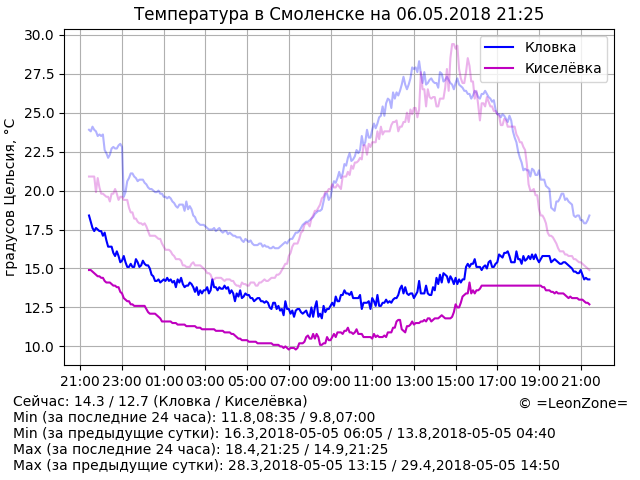 Температура в Смоленске на 06.05.2018 21:25
градусов Цельсия, °C
30.0
27.5
25.0
22.5
20.0
17.5
15.0
12.5
10.0
Кловка
Киселёвка
21:00 23:00 01:00 03:00 05:00 07:00 09:00 11:00 13:00 15:00 17:00 19:00 21:00
Сейчас: 14.3 / 12.7 (Кловка / Киселёвка)
© =LeonZone=
Min (за последние 24 часа): 11.8,08:35 / 9.8,07:00
Min (за предыдущие сутки): 16.3,2018-05-05 06:05 / 13.8,2018-05-05 04:40
Max (за последние 24 часа): 18.4,21:25 / 14.9,21:25
Max (за предыдущие сутки): 28.3,2018-05-05 13:15 / 29.4,2018-05-05 14:50